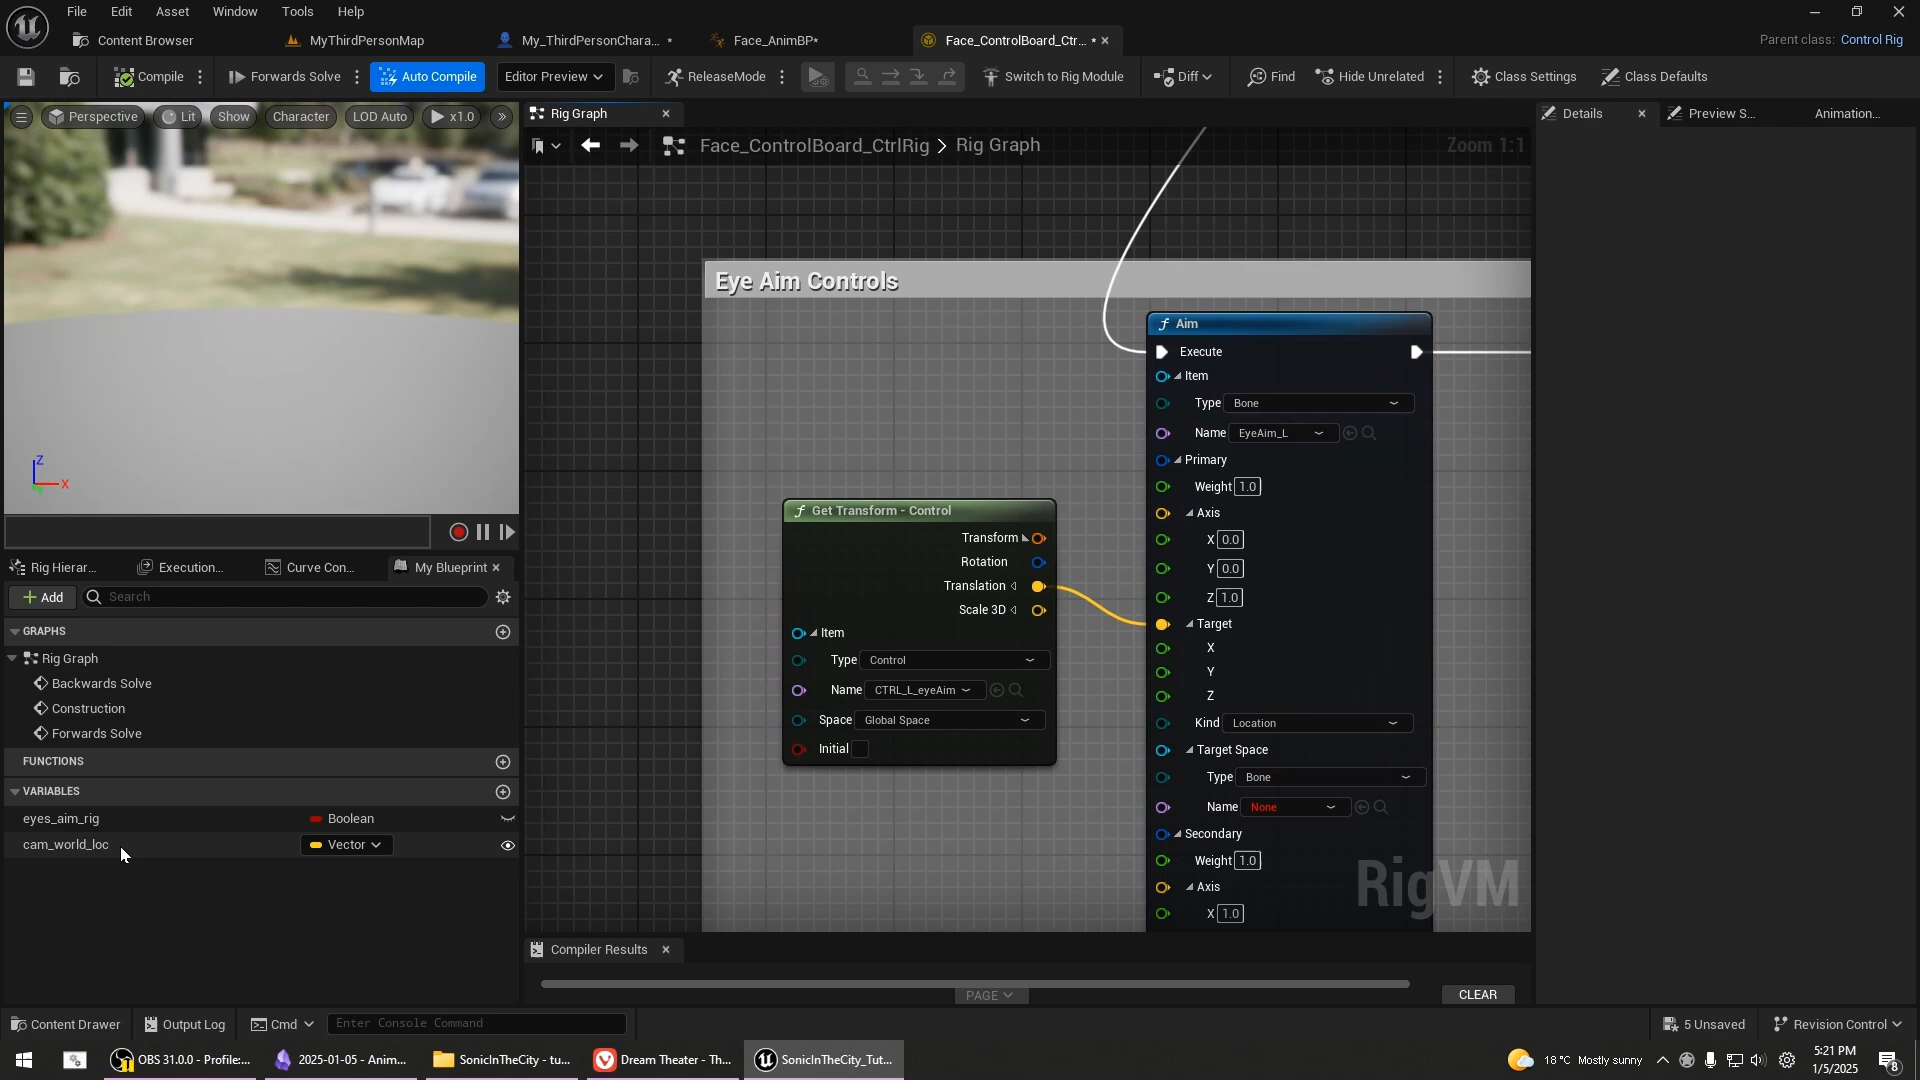 File Edit Asset Window Tools Help
Content Browser MyThirdPersonMap My_ThirdPersonChara... * Face_AnimBP* Face_ControlBoard_Ctr... * Parent class: Control Rig
Compile Forwards Solve Auto Compile Editor Preview ReleaseMode Switch to Rig Module Diff Find Hide Unrelated Class Settings Class Defaults
Perspective Lit Show Character LOD Auto x1.0
Rig Graph
Details Preview S... Animation...
Face_ControlBoard_CtrlRig > Rig Graph
Zoom 1:1
Eye Aim Controls
Aim
Execute
Item
Type Bone
Name EyeAim_L
Primary
Weight 1.0
Axis
X 0.0
Y 0.0
Z 1.0
Target
X
Y
Z
Kind Location
Target Space
Type Bone
Name None
Secondary
Weight 1.0
Axis
X 1.0
Get Transform - Control
Transform
Rotation
Translation
Scale 3D
Item
Type Control
Name CTRL_L_eyeAim
Space Global Space
Initial
RigVM
Z
X
Rig Hierar... Execution... Curve Con... My Blueprint
Add Search
GRAPHS
Rig Graph
Backwards Solve
Construction
Forwards Solve
FUNCTIONS
VARIABLES
eyes_aim_rig Boolean
cam_world_loc Vector
Compiler Results
PAGE
CLEAR
Content Drawer Output Log Cmd Enter Console Command 5 Unsaved Revision Control
OBS 31.0.0 - Profile:... 2025-01-05 - Anim... SonicInTheCity - tu... Dream Theater - Th... SonicInTheCity_Tut... 18°C Mostly sunny
5:21 PM
1/5/2025
8